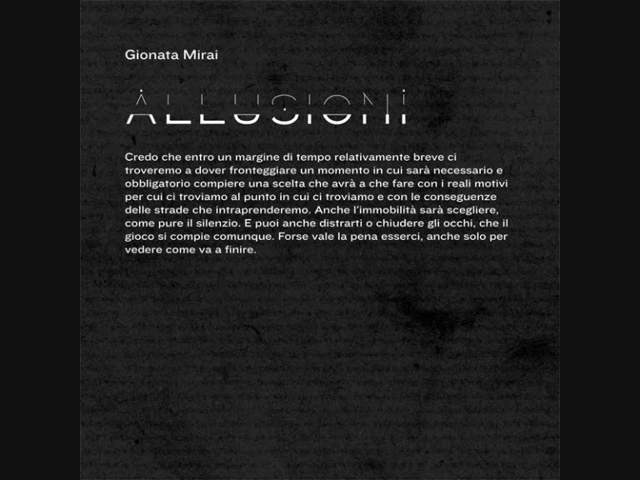 Gionata Mirai
ALLUSIONI
Credo che entro un margine di tempo relativamente breve ci
troveremo a dover fronteggiare un momento in cui sarà necessario e
obbligatorio compiere una scelta che avrà a che fare con i reali motivi
per cui ci troviamo al punto in cui ci troviamo e con le conseguenze
delle strade che intraprenderemo. Anche l'immobilità sarà scegliere,
come pure il silenzio. E puoi anche distrarti o chiudere gli occhi, che il
gioco si compie comunque. Forse vale la pena esserci, anche solo per
vedere come va a finire.